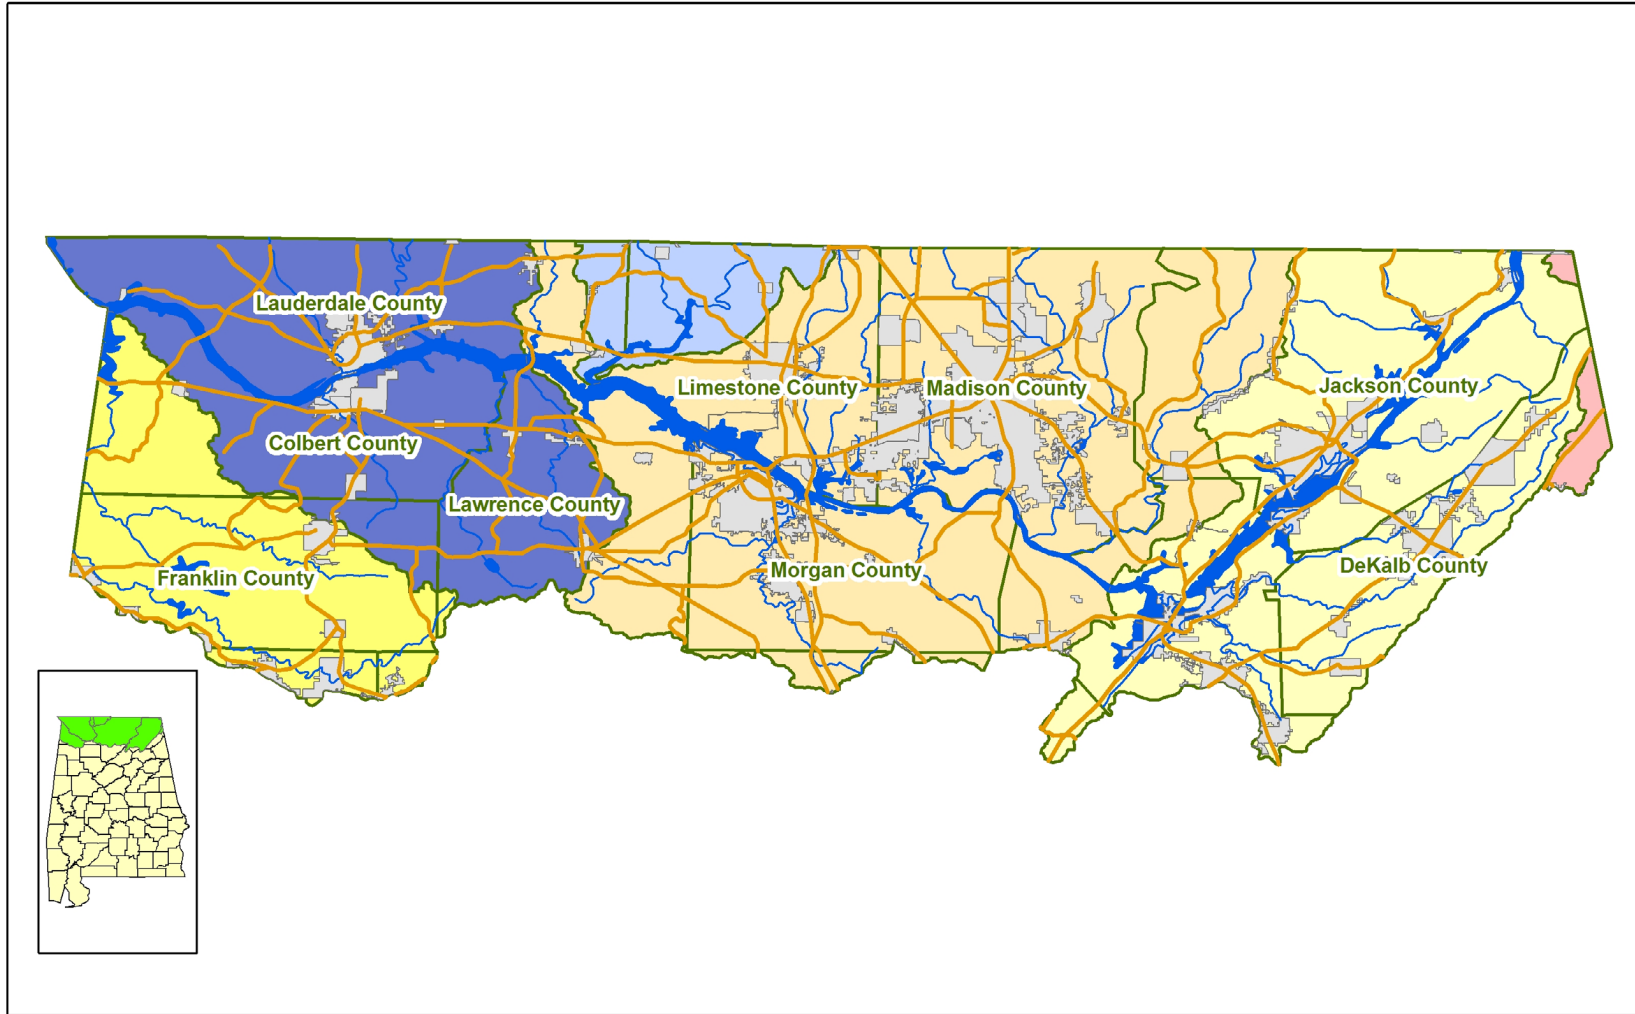 Lauderdale County
Limestone County
Madison County
Jackson County
Colbert County
Lawrence County
Morgan County
DeKalb County
Franklin County